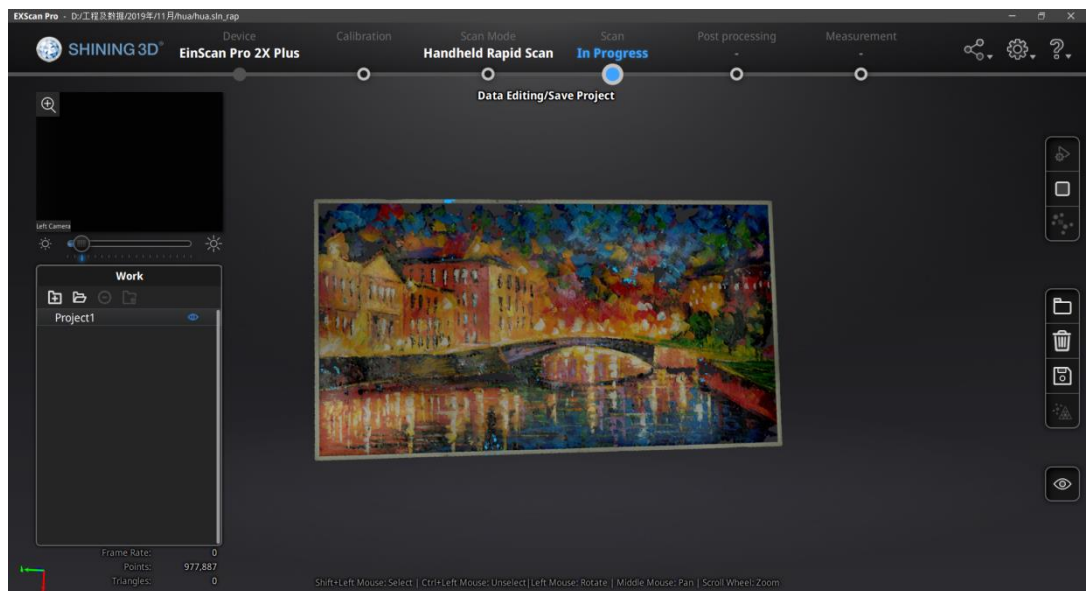 EXScan Pro - D:/工程及数据/2019年/11月/hua/hua.sln_rap
SHINING 3D®
Device
EinScan Pro 2X Plus
Calibration
Scan Mode
Handheld Rapid Scan
Scan
In Progress
Post processing
-
Measurement
-
Data Editing/Save Project
Left Camera
Work
Project1
Frame Rate: 0
Points: 977,887
Triangles: 0
Shift+Left Mouse: Select | Ctrl+Left Mouse: Unselect|Left Mouse: Rotate | Middle Mouse: Pan | Scroll Wheel: Zoom